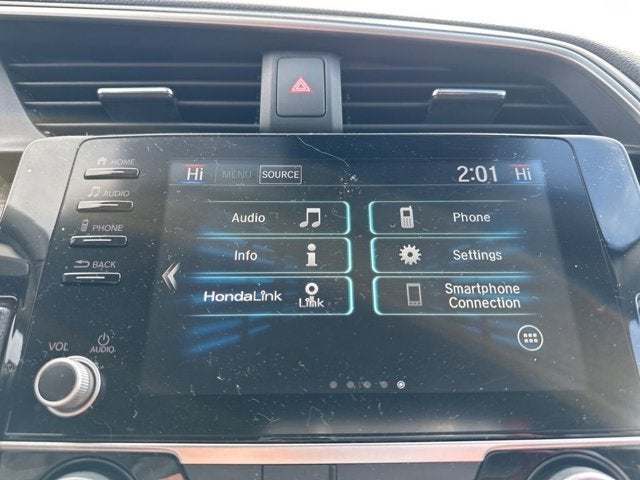 HOME
AUDIO
PHONE
BACK
VOL
AUDIO
Hi MENU SOURCE 2:01 Hi
Audio Phone
Info Settings
HondaLink Link Smartphone
Connection